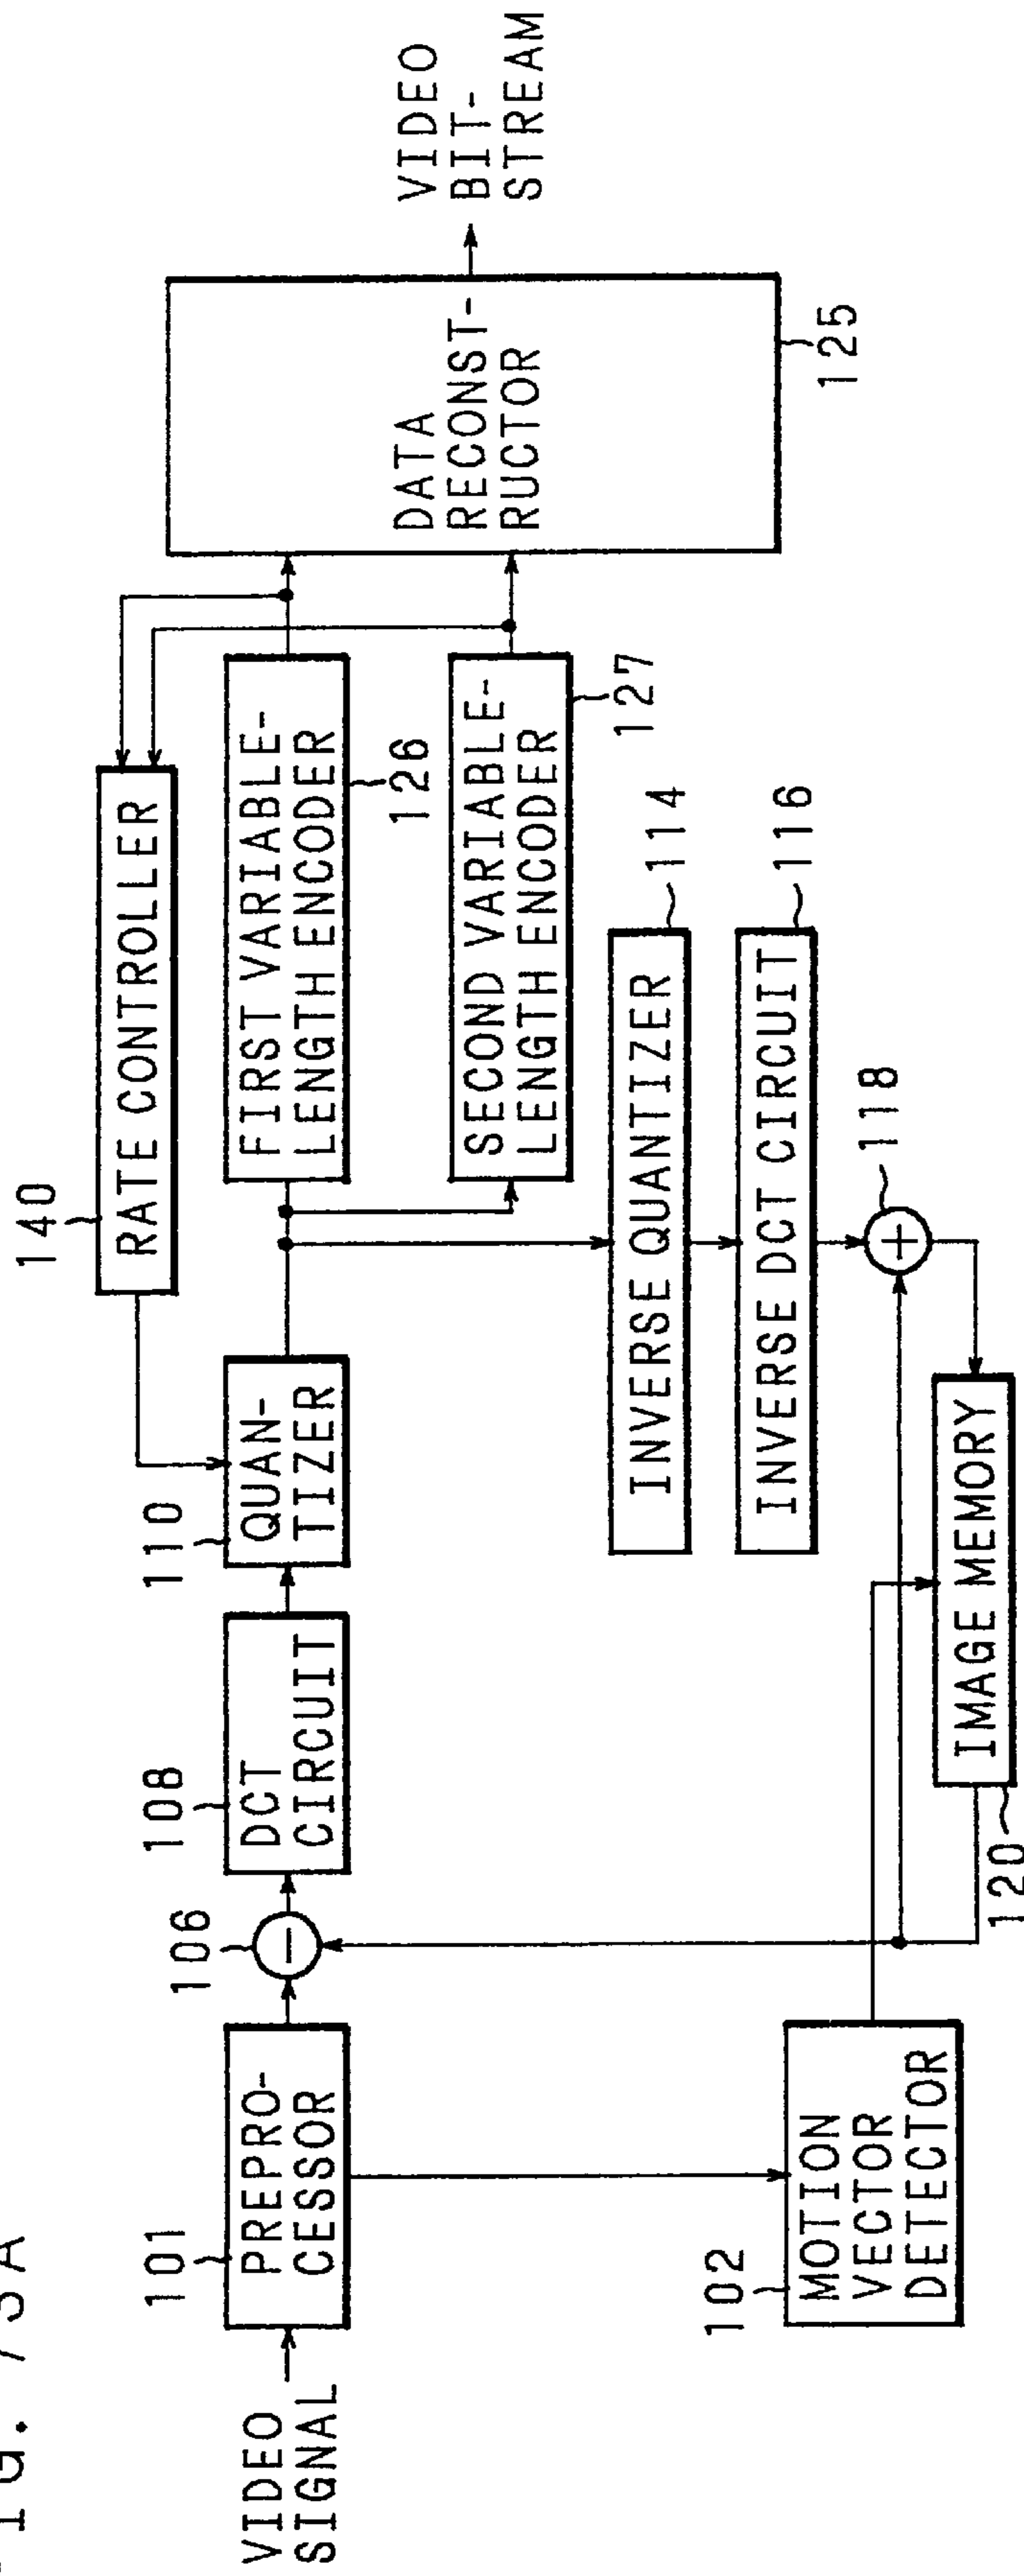 FIG. 73A
VIDEO
SIGNAL
101
PREPRO-
CESSOR
106
108
DCT
CIRCUIT
110
QUAN-
TIZER
140
RATE CONTROLLER
FIRST VARIABLE-
LENGTH ENCODER
126
SECOND VARIABLE-
LENGTH ENCODER
127
DATA
RECONST-
RUCTOR
125
VIDEO
BIT-
STREAM
INVERSE QUANTIZER
114
INVERSE DCT CIRCUIT
116
118
IMAGE MEMORY
120
102
MOTION
VECTOR
DETECTOR